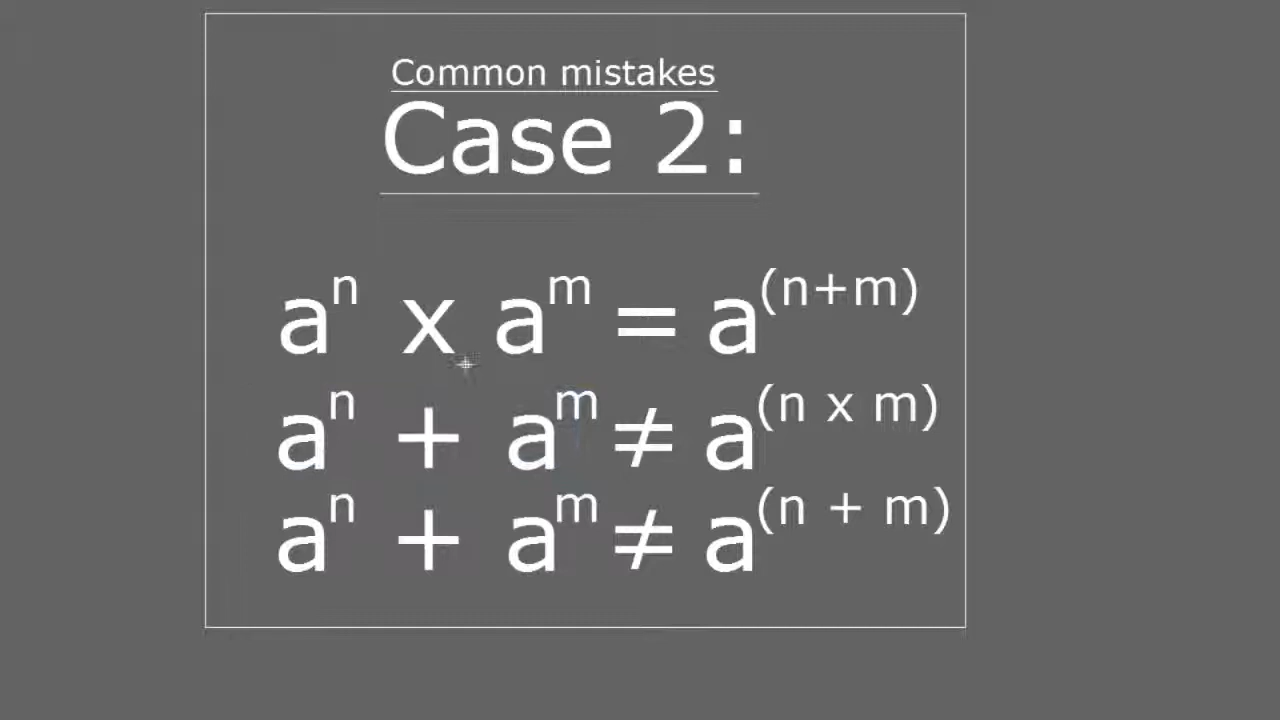 Common mistakes
Case 2:
aⁿ x aᵐ = a⁽ⁿ⁺ᵐ⁾
aⁿ + aᵐ ≠ a⁽ⁿ ˣ ᵐ⁾
aⁿ + aᵐ ≠ a⁽ⁿ ⁺ ᵐ⁾